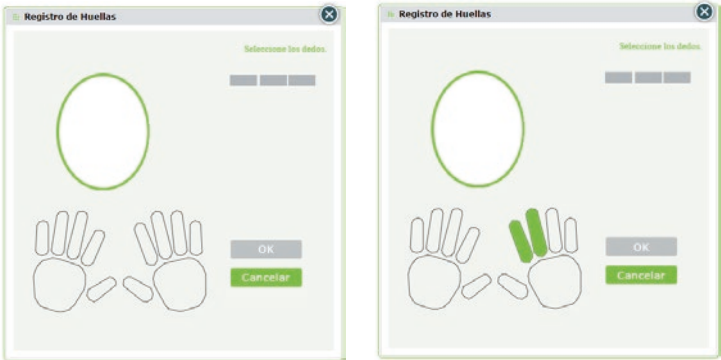 Registro de Huellas
Seleccione los dedos.
OK
Cancelar
Registro de Huellas
Seleccione los dedos.
OK
Cancelar